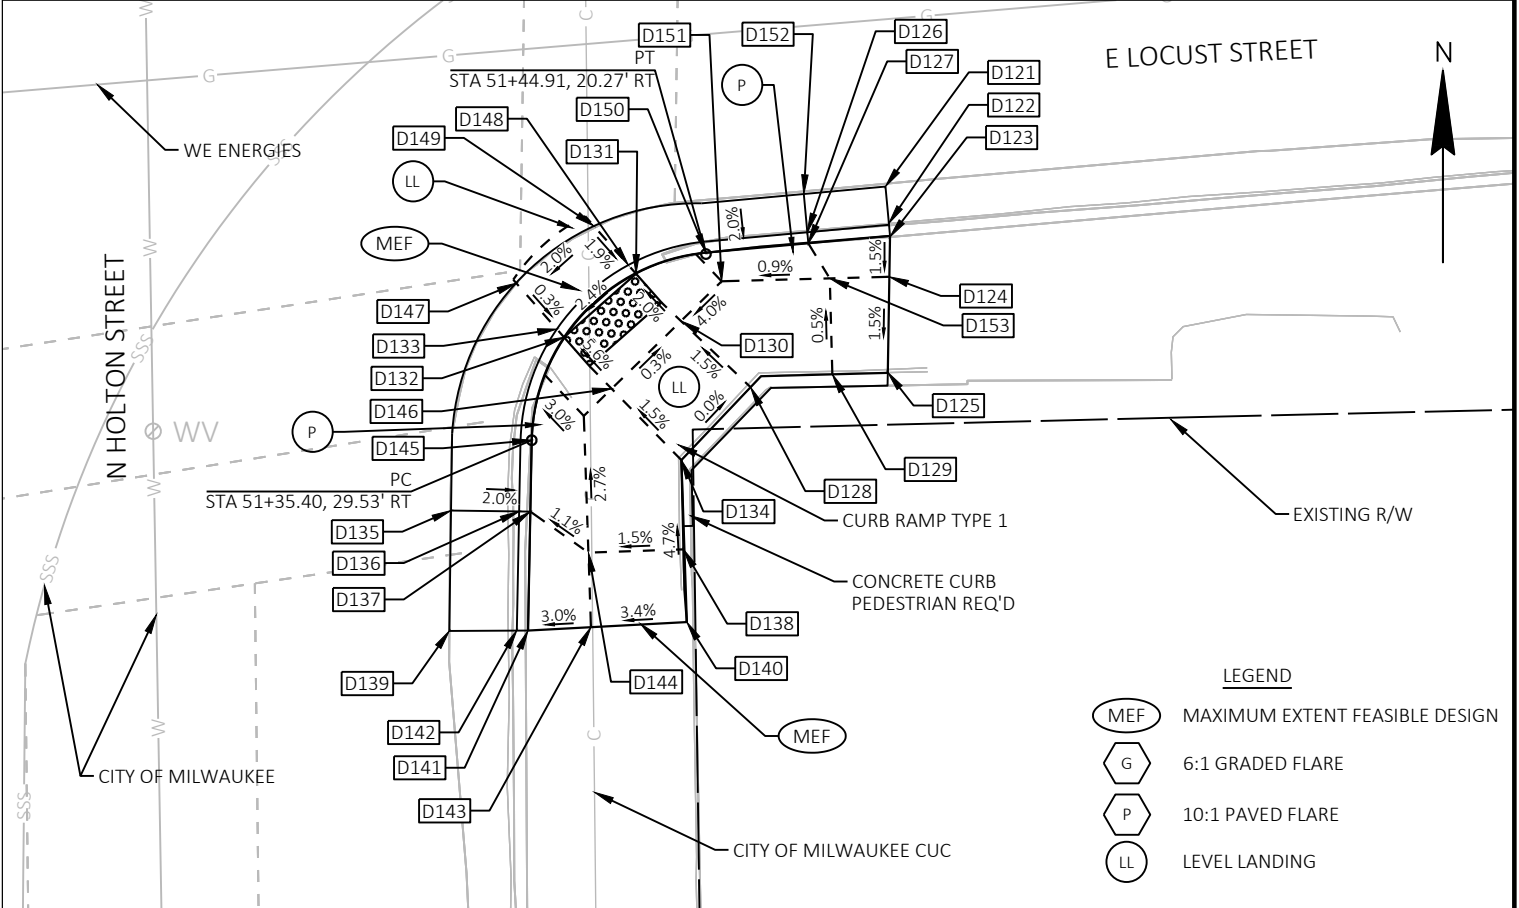 W
C
G
D151
D152
D126
D127
E LOCUST STREET
N
PT
STA 51+44.91, 20.27' RT
P
D121
D122
D123
G
G
D150
D148
D149
D131
WE ENERGIES
LL
MEF
2.0%
1.9%
2.0%
1.5%
0.9%
D124
D153
0.3%
2.4%
2.0%
4.0%
0.5%
1.5%
D147
D133
D132
D130
5.6%
0.3%
1.5%
LL
D146
3.0%
1.5%
0.0%
D125
P
D145
PC
STA 51+35.40, 29.53' RT
N HOLTON STREET
WV
W
W
SSS
D129
D128
D134
2.0%
2.7%
CURB RAMP TYPE 1
EXISTING R/W
D135
D136
D137
1.1%
1.5%
4.7%
CONCRETE CURB
PEDESTRIAN REQ'D
SSS
3.0%
3.4%
D138
D140
D139
D144
D142
D141
D143
MEF
W
C
SSS
CITY OF MILWAUKEE
CITY OF MILWAUKEE CUC
LEGEND
MEF MAXIMUM EXTENT FEASIBLE DESIGN
G 6:1 GRADED FLARE
P 10:1 PAVED FLARE
LL LEVEL LANDING